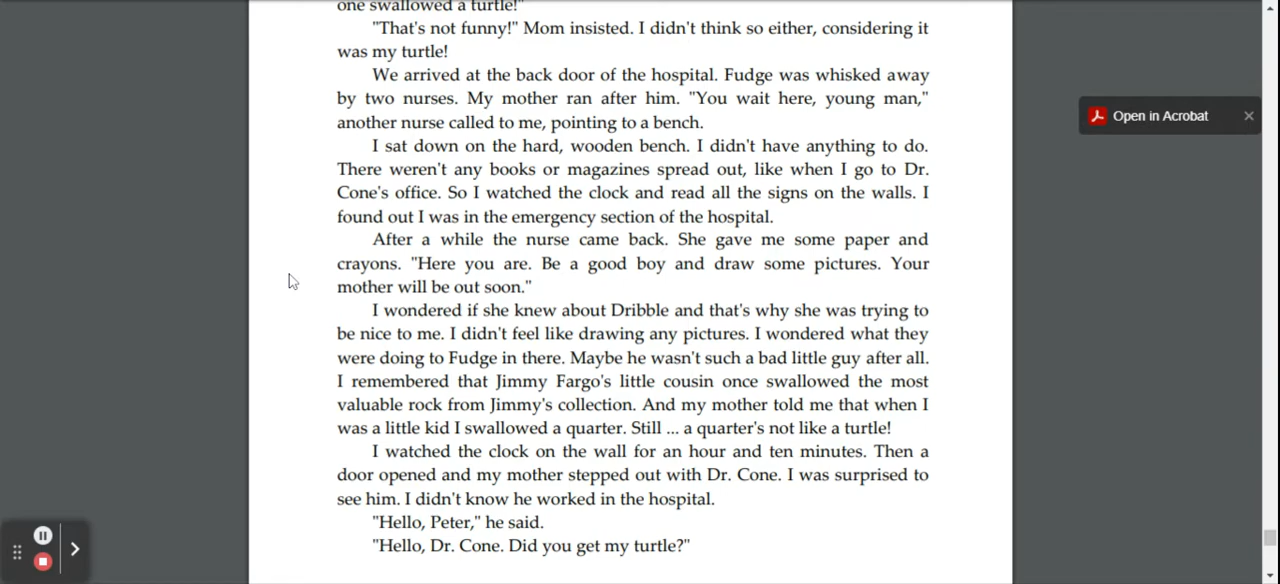 one swallowed a turtle!"
"That's not funny!" Mom insisted. I didn't think so either, considering it
was my turtle!
We arrived at the back door of the hospital. Fudge was whisked away
by two nurses. My mother ran after him. "You wait here, young man,"
another nurse called to me, pointing to a bench.
I sat down on the hard, wooden bench. I didn't have anything to do.
There weren't any books or magazines spread out, like when I go to Dr.
Cone's office. So I watched the clock and read all the signs on the walls. I
found out I was in the emergency section of the hospital.
After a while the nurse came back. She gave me some paper and
crayons. "Here you are. Be a good boy and draw some pictures. Your
mother will be out soon."
I wondered if she knew about Dribble and that's why she was trying to
be nice to me. I didn't feel like drawing any pictures. I wondered what they
were doing to Fudge in there. Maybe he wasn't such a bad little guy after all.
I remembered that Jimmy Fargo's little cousin once swallowed the most
valuable rock from Jimmy's collection. And my mother told me that when I
was a little kid I swallowed a quarter. Still ... a quarter's not like a turtle!
I watched the clock on the wall for an hour and ten minutes. Then a
door opened and my mother stepped out with Dr. Cone. I was surprised to
see him. I didn't know he worked in the hospital.
"Hello, Peter," he said.
"Hello, Dr. Cone. Did you get my turtle?"
Open in Acrobat